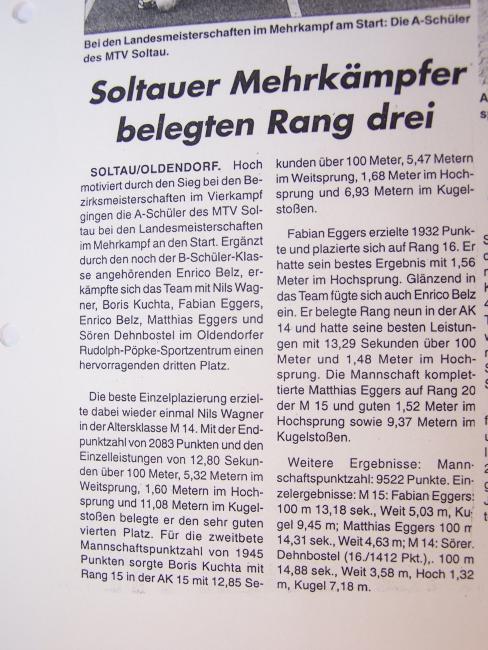 Bei den Landesmeisterschaften im Mehrkampf am Start: Die A-Schüler
des MTV Soltau.
Soltauer Mehrkämpfer
belegten Rang drei
SOLTAU/OLDENDORF. Hoch
motiviert durch den Sieg bei den Be-
zirksmeisterschaften im Vierkampf
gingen die A-Schüler des MTV Sol-
tau bei den Landesmeisterschaften
im Mehrkampf an den Start. Ergänzt
durch den noch der B-Schüler-Klas-
se angehörenden Enrico Belz, er-
kämpfte sich das Team mit Nils Wag-
ner, Boris Kuchta, Fabian Eggers,
Enrico Belz, Matthias Eggers und
Sören Dehnbostel im Oldendorfer
Rudolph-Pöpke-Sportzentrum einen
hervorragenden dritten Platz.
Die beste Einzelplazierung erziel-
te dabei wieder einmal Nils Wagner
in der Altersklasse M 14. Mit der End-
punktzahl von 2083 Punkten und den
Einzelleistungen von 12,80 Sekun-
den über 100 Meter, 5,32 Metern im
Weitsprung, 1,60 Metern im Hoch-
sprung und 11,08 Metern im Kugel-
stoßen belegte er den sehr guten
vierten Platz. Für die zweitbeste
Mannschaftspunktzahl von 1945
Punkten sorgte Boris Kuchta mit
Rang 15 in der AK 15 mit 12,85 Se-
kunden über 100 Meter, 5,47 Metern
im Weitsprung, 1,68 Meter im Hoch-
sprung und 6,93 Metern im Kugel-
stoßen.
Fabian Eggers erzielte 1932 Punk-
te und plazierte sich auf Rang 16. Er
hatte sein bestes Ergebnis mit 1,56
Metern im Hochsprung. Glänzend in
das Team fügte sich auch Enrico Belz
ein. Er belegte Rang neun in der AK
14 und hatte seine besten Leistun-
gen mit 13,29 Sekunden über 100
Meter und 1,48 Meter im Hoch-
sprung. Die Mannschaft komplet-
tierte Matthias Eggers auf Rang 20
der M 15 und guten 1,52 Meter im
Hochsprung sowie 9,37 Metern im
Kugelstoßen.
Weitere Ergebnisse: Mann-
schaftspunktzahl: 9522 Punkte. Ein-
zelergebnisse: M 15: Fabian Eggers:
100 m 13,18 sek., Weit 5,03 m, Ku-
gel 9,45 m; Matthias Eggers 100 m
14,31 sek., Weit 4,63 m; M 14: Sören
Dehnbostel (16./1412 Pkt.),. 100 m
14,88 sek., Weit 3,58 m, Hoch 1,32
m, Kugel 7,18 m.